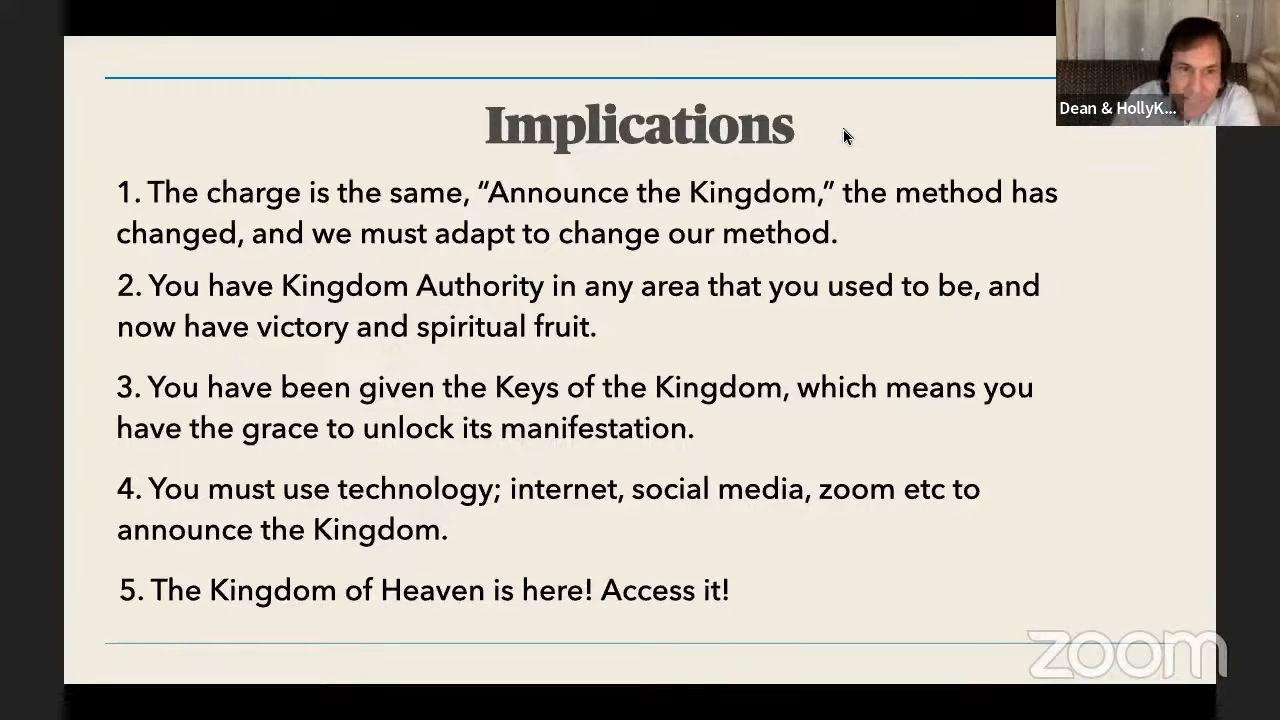 Implications
Dean & HollyK...
1. The charge is the same, “Announce the Kingdom,” the method has
changed, and we must adapt to change our method.
2. You have Kingdom Authority in any area that you used to be, and
now have victory and spiritual fruit.
3. You have been given the Keys of the Kingdom, which means you
have the grace to unlock its manifestation.
4. You must use technology; internet, social media, zoom etc to
announce the Kingdom.
5. The Kingdom of Heaven is here! Access it!
zoom